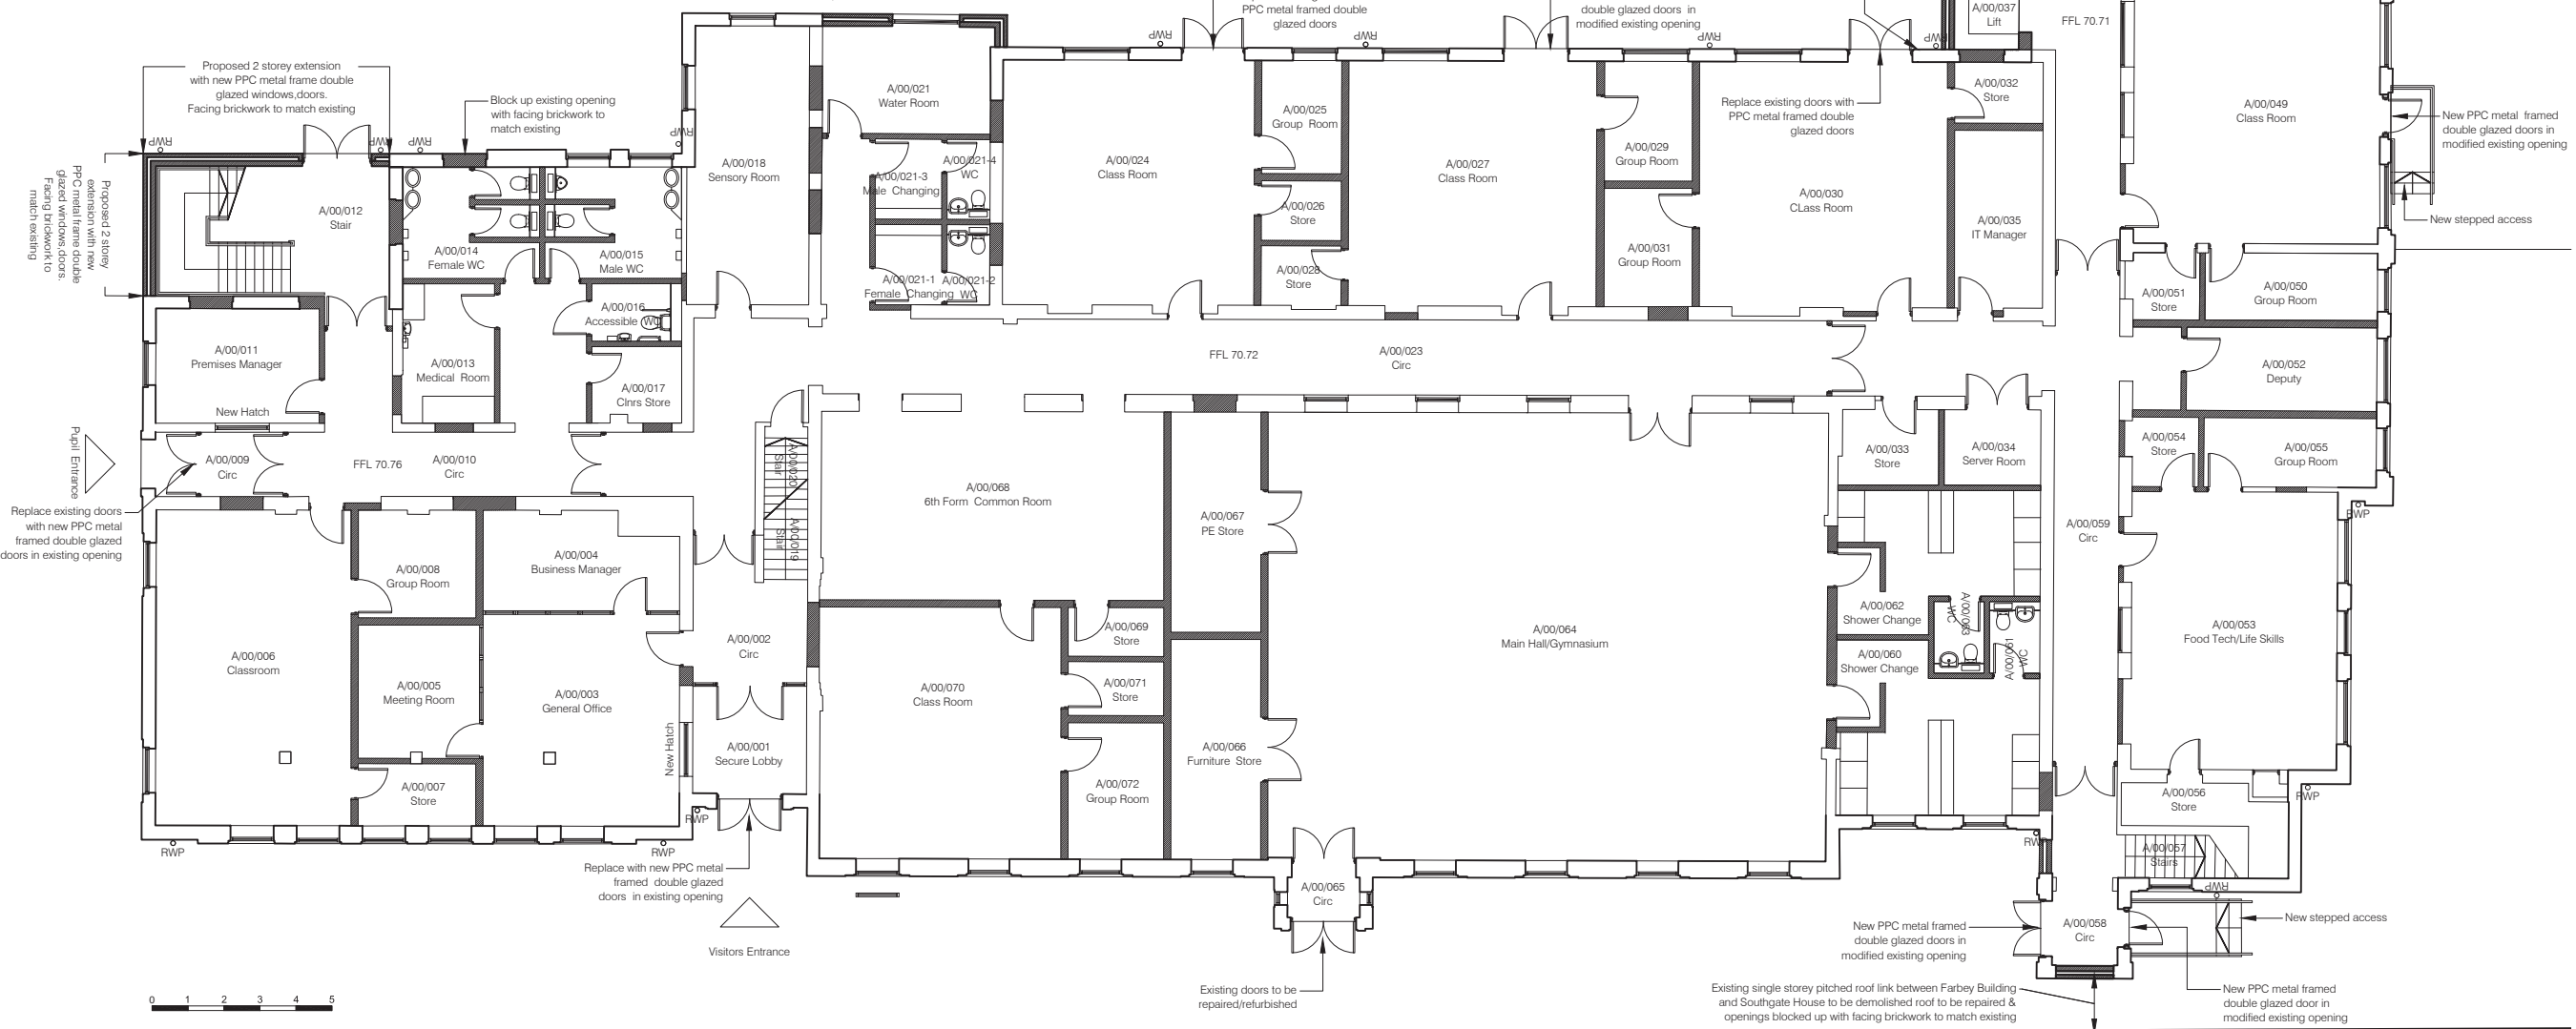 PPC metal framed double
glazed doors
double glazed doors in
modified existing opening
A/00/037
Lift
FFL 70.71
RWP
RWP
RWP
RWP
Proposed 2 storey extension
with new PPC metal frame double
glazed windows,doors.
Facing brickwork to match existing
Block up existing opening
with facing brickwork to
match existing
RWP
RWP
RWP
RWP
Proposed 2 storey
extension with new
PPC metal frame double
glazed windows,doors.
Facing brickwork to
match existing
A/00/012
Stair
A/00/014
Female WC
A/00/015
Male WC
A/00/016
Accessible WC
A/00/018
Sensory Room
A/00/021
Water Room
A/00/021-3
Male Changing
A/00/021-4
WC
A/00/021-1
Female Changing
A/00/021-2
WC
A/00/024
Class Room
A/00/025
Group Room
A/00/026
Store
A/00/028
Store
A/00/027
Class Room
A/00/029
Group Room
A/00/031
Group Room
Replace existing doors with
PPC metal framed double
glazed doors
A/00/030
CLass Room
A/00/032
Store
A/00/035
IT Manager
A/00/049
Class Room
New PPC metal framed
double glazed doors in
modified existing opening
New stepped access
A/00/051
Store
A/00/050
Group Room
A/00/011
Premises Manager
New Hatch
A/00/013
Medical Room
A/00/017
Clnrs Store
FFL 70.72
A/00/023
Circ
A/00/052
Deputy
Pupil Entrance
A/00/009
Circ
FFL 70.76
A/00/010
Circ
A/00/020
Stair
A/00/019
Stair
A/00/068
6th Form Common Room
A/00/067
PE Store
A/00/033
Store
A/00/034
Server Room
A/00/054
Store
A/00/055
Group Room
Replace existing doors
with new PPC metal
framed double glazed
doors in existing opening
A/00/008
Group Room
A/00/004
Business Manager
A/00/059
Circ
RWP
A/00/006
Classroom
A/00/005
Meeting Room
A/00/003
General Office
A/00/002
Circ
A/00/069
Store
A/00/064
Main Hall/Gymnasium
A/00/062
Shower Change
A/00/063
WC
A/00/060
Shower Change
A/00/061
WC
A/00/053
Food Tech/Life Skills
A/00/070
Class Room
A/00/071
Store
A/00/007
Store
New Hatch
A/00/001
Secure Lobby
A/00/072
Group Room
A/00/066
Furniture Store
A/00/056
Store
RWP
RWP
RWP
RWP
RWP
A/00/057
Stairs
RWP
Replace with new PPC metal
framed double glazed
doors in existing opening
Visitors Entrance
A/00/065
Circ
Existing doors to be
repaired/refurbished
New PPC metal framed
double glazed doors in
modified existing opening
A/00/058
Circ
New stepped access
New PPC metal framed
double glazed door in
modified existing opening
Existing single storey pitched roof link between Farbey Building
and Southgate House to be demolished roof to be repaired &
openings blocked up with facing brickwork to match existing
0 1 2 3 4 5